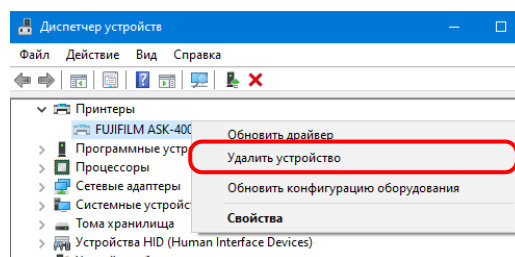 Диспетчер устройств
Файл Действие Вид Справка
Принтеры
FUJIFILM ASK-400
Обновить драйвер
Программные устр
Удалить устройство
Процессоры
Сетевые адаптеры
Обновить конфигурацию оборудования
Системные устройс
Свойства
Тома хранилища
Устройства HID (Human Interface Devices)